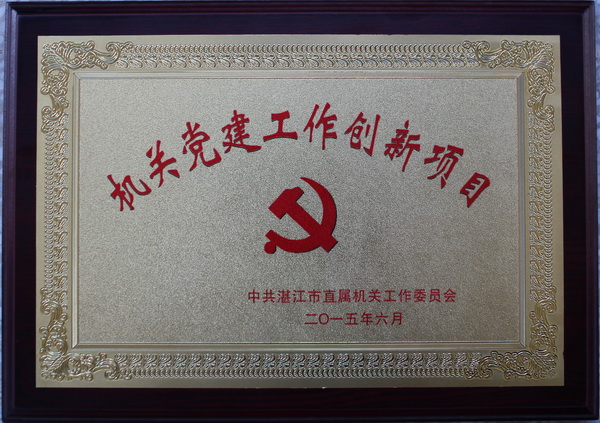 机关党建工作创新项目
中共湛江市直属机关工作委员会
二〇一五年六月